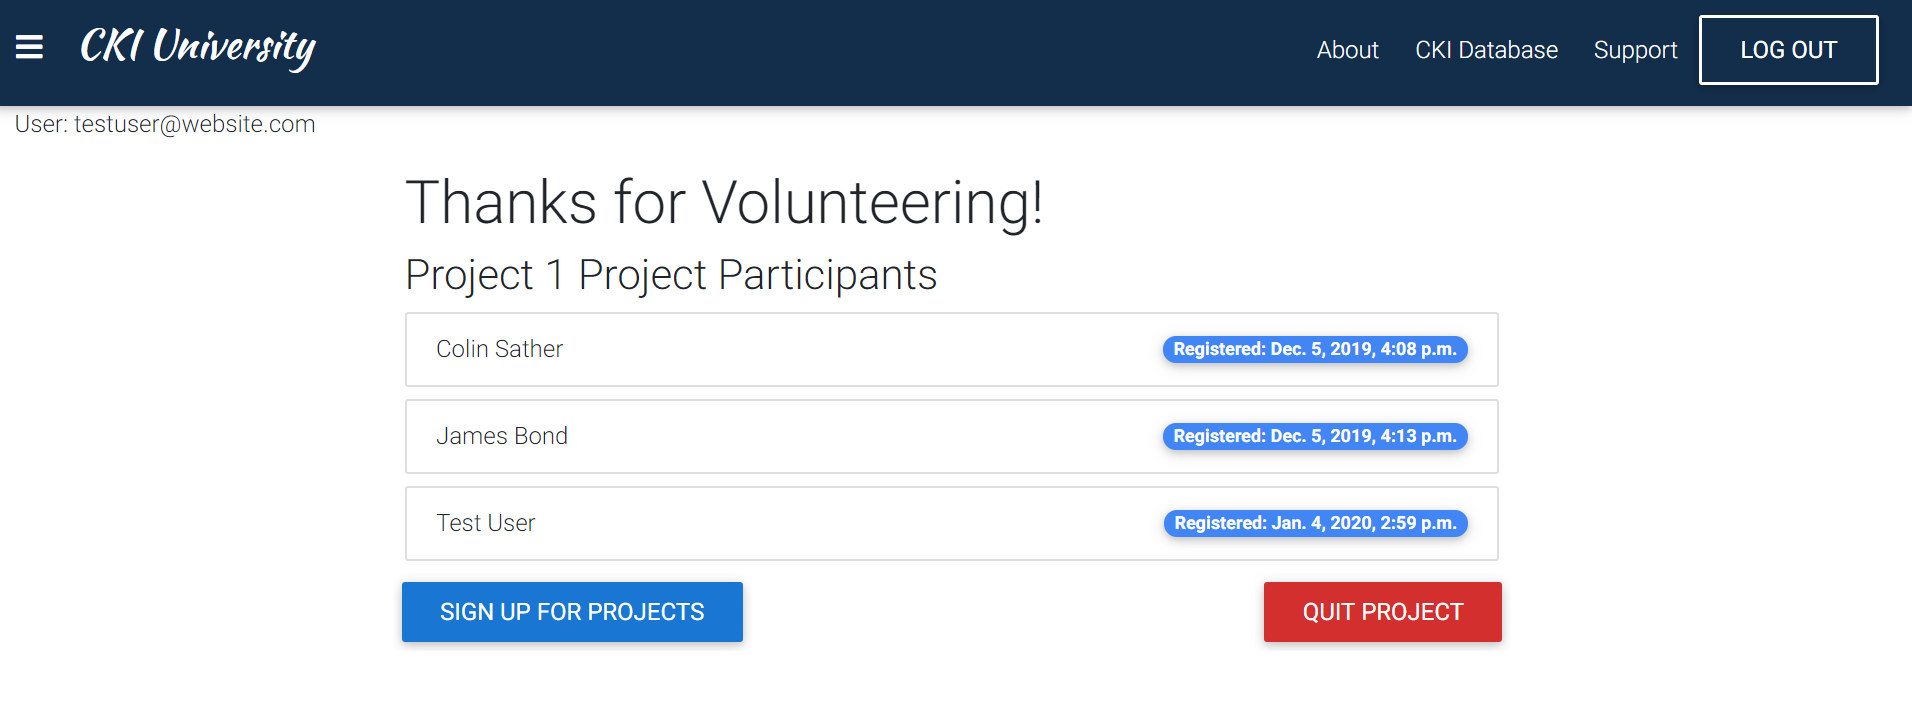 CKI University
About CKI Database Support LOG OUT
User: testuser@website.com
Thanks for Volunteering!
Project 1 Project Participants
Colin Sather Registered: Dec. 5, 2019, 4:08 p.m.
James Bond Registered: Dec. 5, 2019, 4:13 p.m.
Test User Registered: Jan. 4, 2020, 2:59 p.m.
SIGN UP FOR PROJECTS QUIT PROJECT